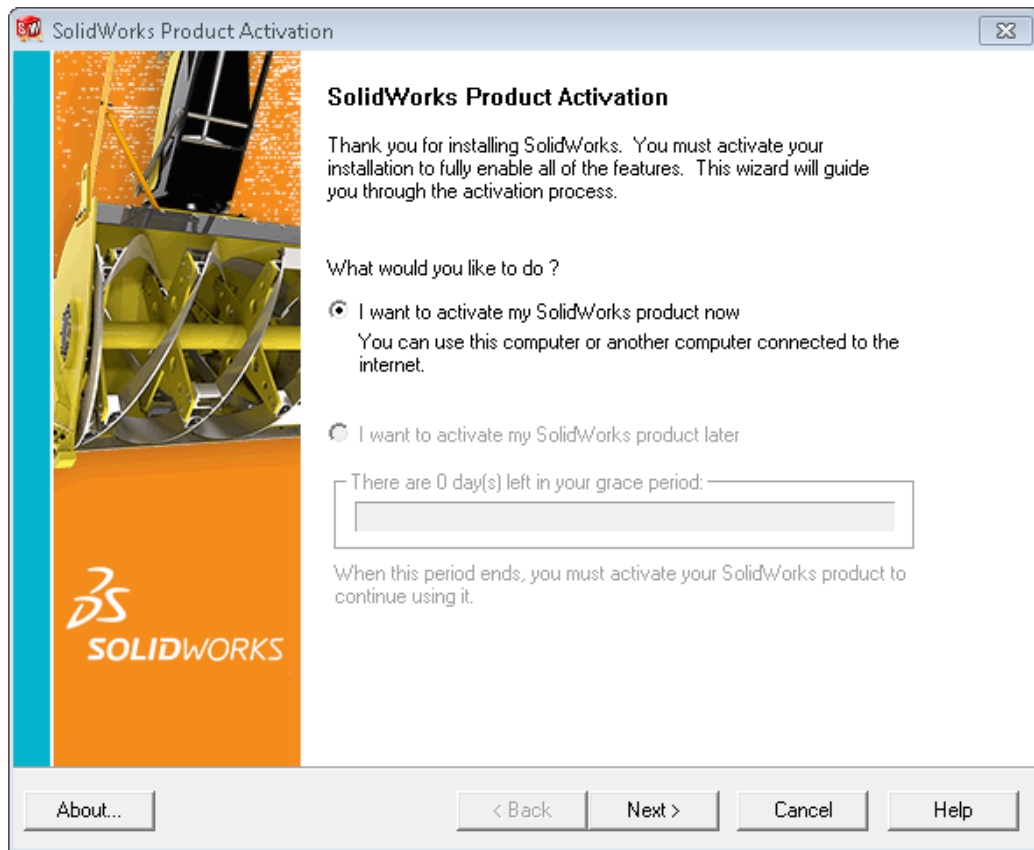 SolidWorks Product Activation
SolidWorks Product Activation
Thank you for installing SolidWorks. You must activate your
installation to fully enable all of the features. This wizard will guide
you through the activation process.
What would you like to do ?
I want to activate my SolidWorks product now
You can use this computer or another computer connected to the
internet.
I want to activate my SolidWorks product later
There are 0 day(s) left in your grace period:
When this period ends, you must activate your SolidWorks product to
continue using it.
SOLIDWORKS
About...
< Back
Next >
Cancel
Help